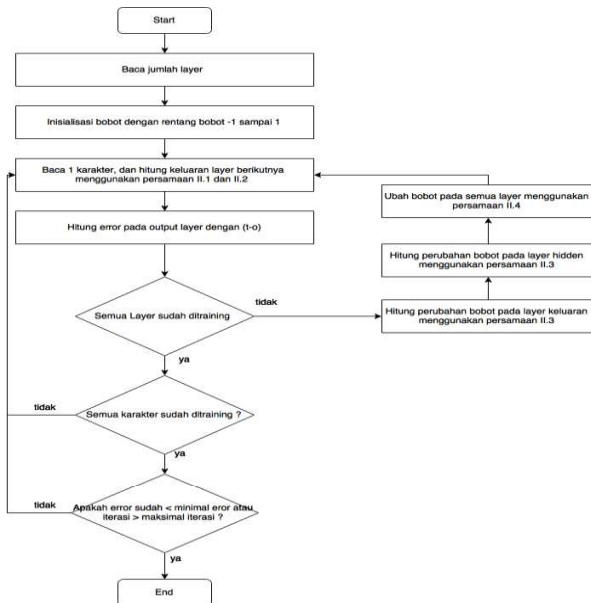 Start
Baca jumlah layer
Inisialisasi bobot dengan rentang bobot -1 sampai 1
Baca 1 karakter, dan hitung keluaran layer berikutnya
menggunakan persamaan II.1 dan II.2
Ubah bobot pada semua layer menggunakan
persamaan II.4
Hitung error pada output layer dengan (t-o)
Hitung perubahan bobot pada layer hidden
menggunakan persamaan II.3
Semua Layer sudah ditraining
tidak
Hitung perubahan bobot pada layer keluaran
menggunakan persamaan II.3
ya
tidak
Semua karakter sudah ditraining ?
ya
tidak
Apakah error sudah < minimal eror atau
iterasi > maksimal iterasi ?
ya
End